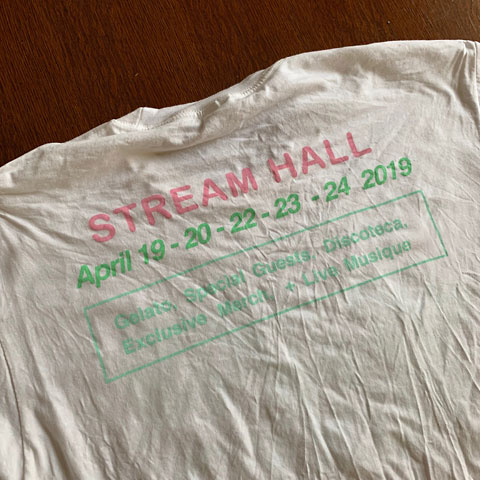 STREAM HALL
April 19 - 20 - 22 - 23 - 24 2019
Gelato, Special Guests, Discoteca,
Exclusive Merch + Live Musique